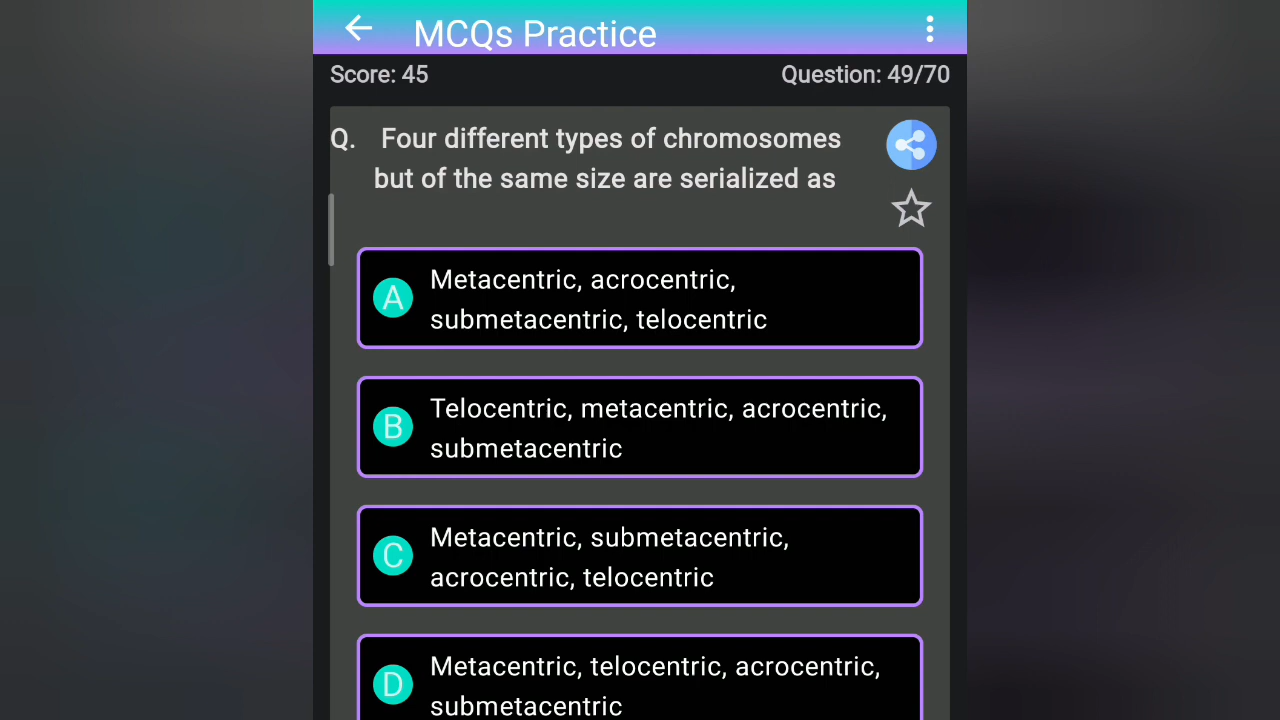 MCQs Practice
Score: 45 Question: 49/70
Q. Four different types of chromosomes
but of the same size are serialized as
A Metacentric, acrocentric,
submetacentric, telocentric
B Telocentric, metacentric, acrocentric,
submetacentric
C Metacentric, submetacentric,
acrocentric, telocentric
D Metacentric, telocentric, acrocentric,
submetacentric